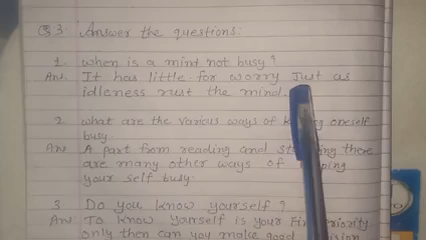 Q.3 Answer the questions:
1. when is a mind not busy?
Ans. It has little for worry Just as
idleness rust the mind.
2. what are the various ways of oneself
busy.
Ans A part from reading and there
are many other ways of
your self busy.
3 Do you know yourself?
Ans. To know yourself is your First
only then can you make good